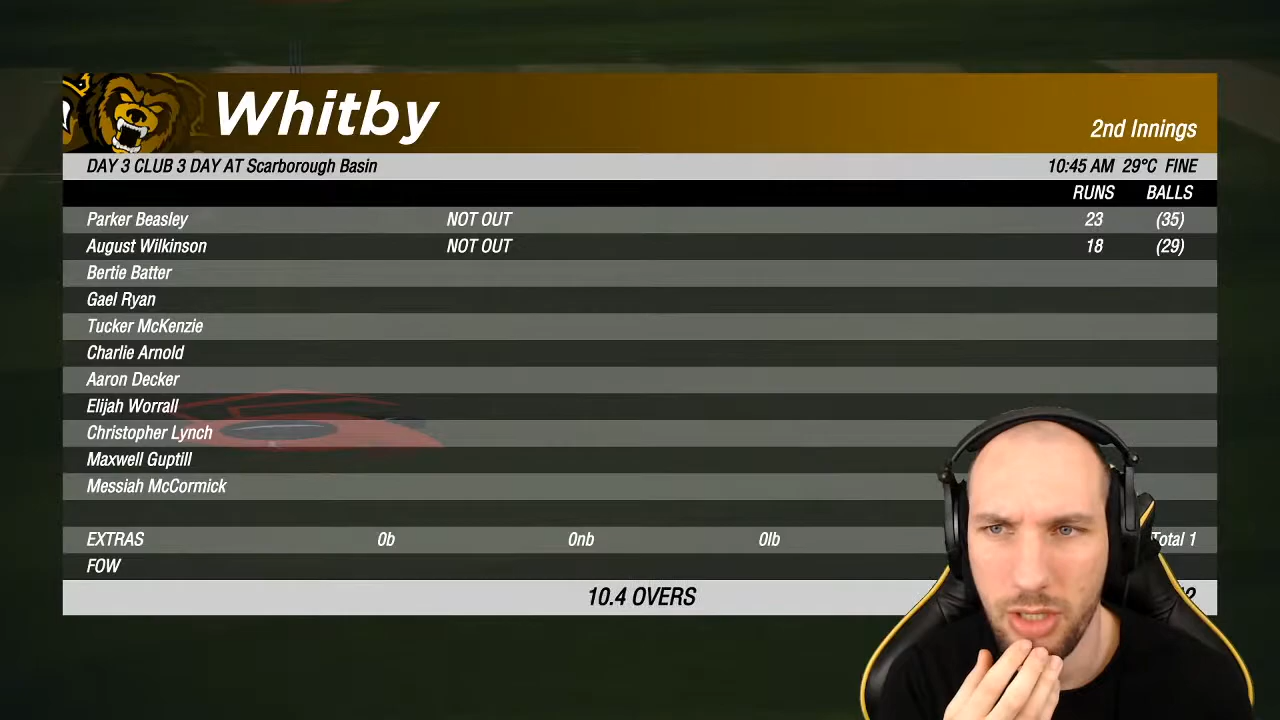 Whitby
2nd Innings
DAY 3 CLUB 3 DAY AT Scarborough Basin 10:45 AM 29°C FINE
RUNS BALLS
Parker Beasley NOT OUT 23 (35)
August Wilkinson NOT OUT 18 (29)
Bertie Batter
Gael Ryan
Tucker McKenzie
Charlie Arnold
Aaron Decker
Elijah Worrall
Christopher Lynch
Maxwell Guptill
Messiah McCormick
EXTRAS 0b 0nb 0lb Total 1
FOW
10.4 OVERS